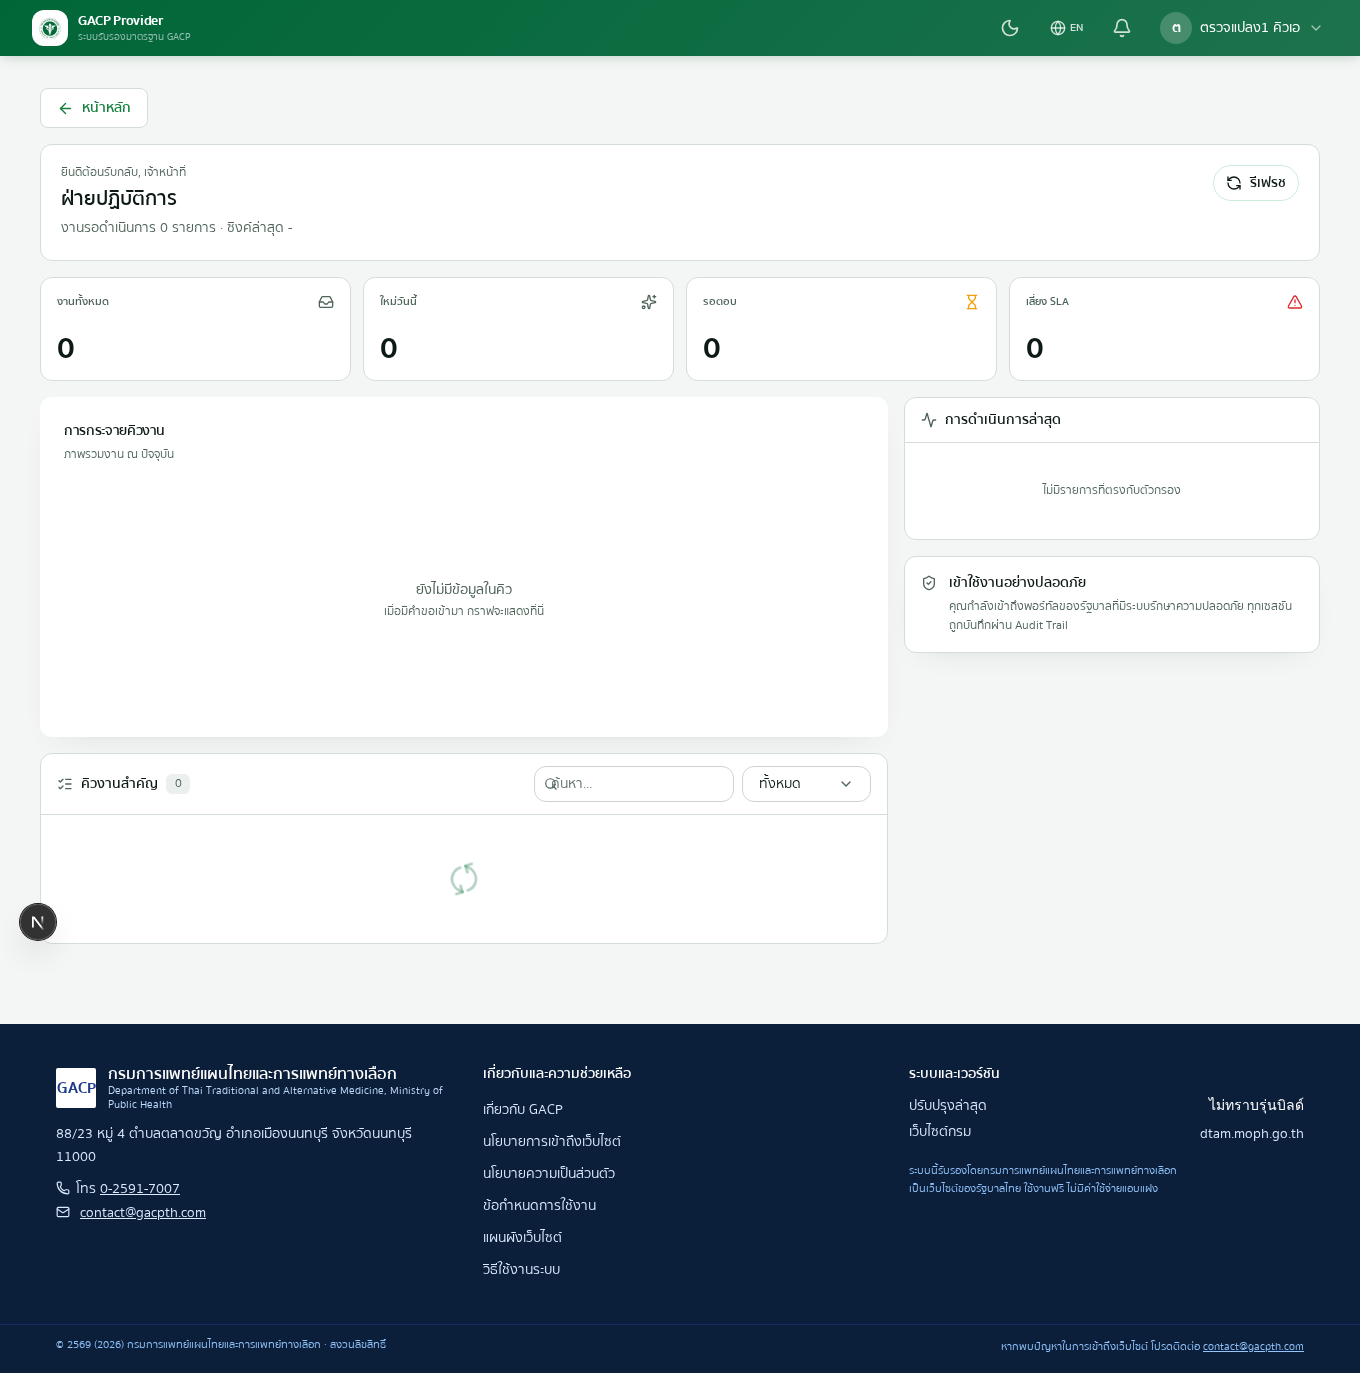 GACP Provider
ระบบรับรองมาตรฐาน GACP
EN
ต
ตรวจแปลง1 คิวเอ
หน้าหลัก
ยินดีต้อนรับกลับ, เจ้าหน้าที่
ฝ่ายปฏิบัติการ
งานรอดำเนินการ 0 รายการ · ซิงค์ล่าสุด -
รีเฟรช
งานทั้งหมด
0
ใหม่วันนี้
0
รอตอบ
0
เสี่ยง SLA
0
การกระจายคิวงาน
ภาพรวมงาน ณ ปัจจุบัน
ยังไม่มีข้อมูลในคิว
เมื่อมีคำขอเข้ามา กราฟจะแสดงที่นี่
การดำเนินการล่าสุด
ไม่มีรายการที่ตรงกับตัวกรอง
เข้าใช้งานอย่างปลอดภัย
คุณกำลังเข้าถึงพอร์ทัลของรัฐบาลที่มีระบบรักษาความปลอดภัย ทุกเซสชัน
ถูกบันทึกผ่าน Audit Trail
คิวงานสำคัญ 0
ค้นหา...
ทั้งหมด
N
GACP
กรมการแพทย์แผนไทยและการแพทย์ทางเลือก
Department of Thai Traditional and Alternative Medicine, Ministry of
Public Health
88/23 หมู่ 4 ตำบลตลาดขวัญ อำเภอเมืองนนทบุรี จังหวัดนนทบุรี
11000
โทร 0-2591-7007
contact@gacpth.com
เกี่ยวกับและความช่วยเหลือ
เกี่ยวกับ GACP
นโยบายการเข้าถึงเว็บไซต์
นโยบายความเป็นส่วนตัว
ข้อกำหนดการใช้งาน
แผนผังเว็บไซต์
วิธีใช้งานระบบ
ระบบและเวอร์ชัน
ปรับปรุงล่าสุด ไม่ทราบรุ่นบิลด์
เว็บไซต์กรม dtam.moph.go.th
ระบบนี้รับรองโดยกรมการแพทย์แผนไทยและการแพทย์ทางเลือก
เป็นเว็บไซต์ของรัฐบาลไทย ใช้งานฟรี ไม่มีค่าใช้จ่ายแอบแฝง
© 2569 (2026) กรมการแพทย์แผนไทยและการแพทย์ทางเลือก · สงวนลิขสิทธิ์
หากพบปัญหาในการเข้าถึงเว็บไซต์ โปรดติดต่อ contact@gacpth.com